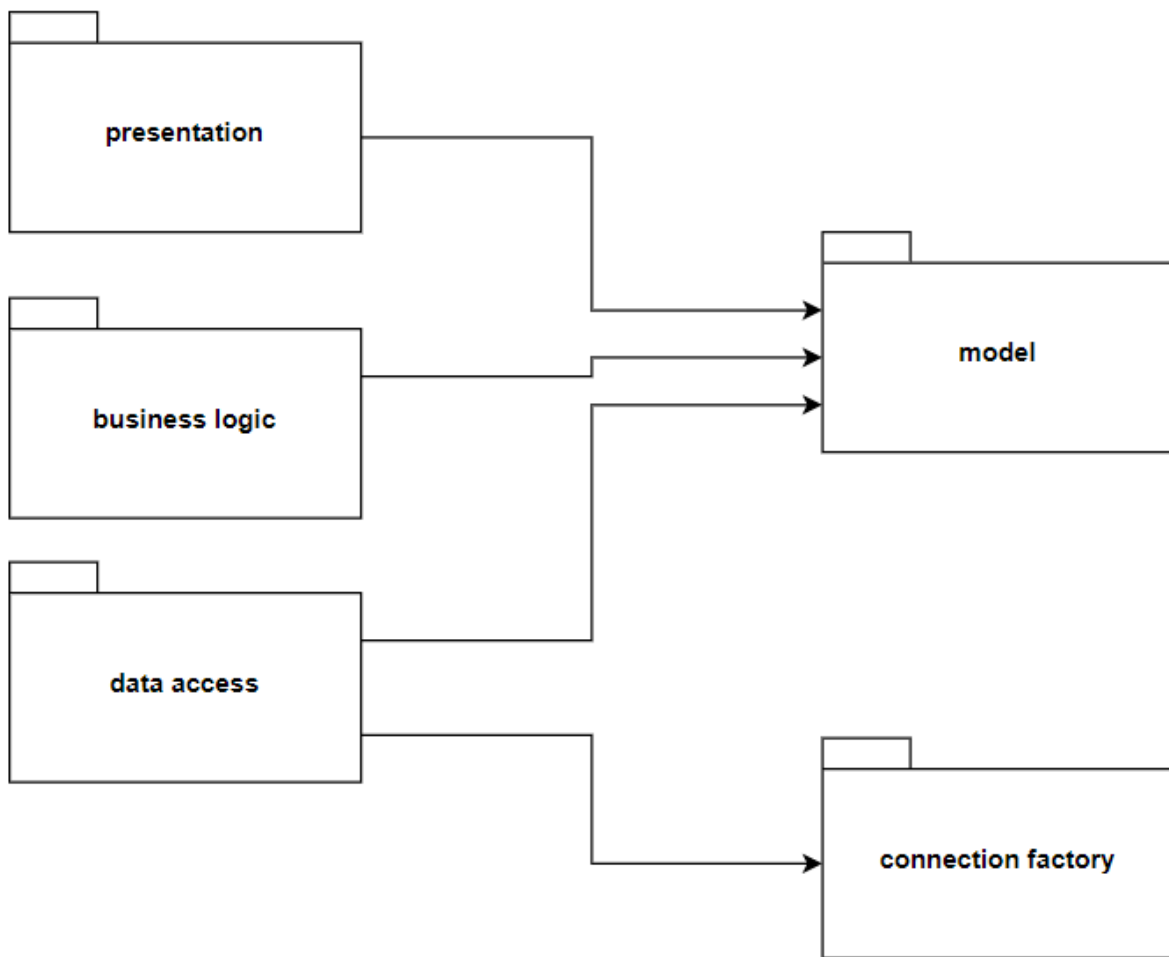 presentation
business logic
data access
model
connection factory